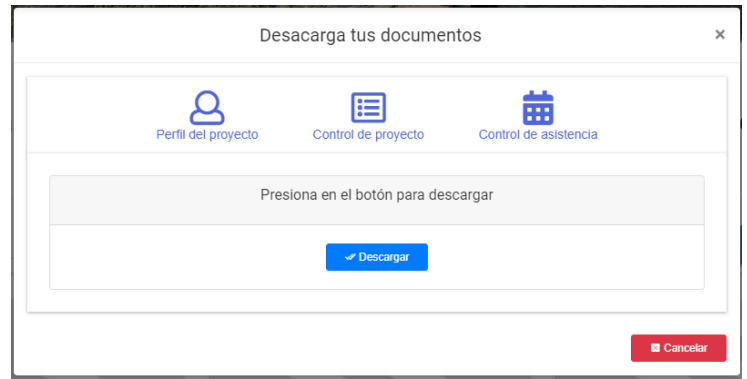 Desacarga tus documentos
×
Perfil del proyecto
Control de proyecto
Control de asistencia
Presiona en el botón para descargar
Descargar
Cancelar